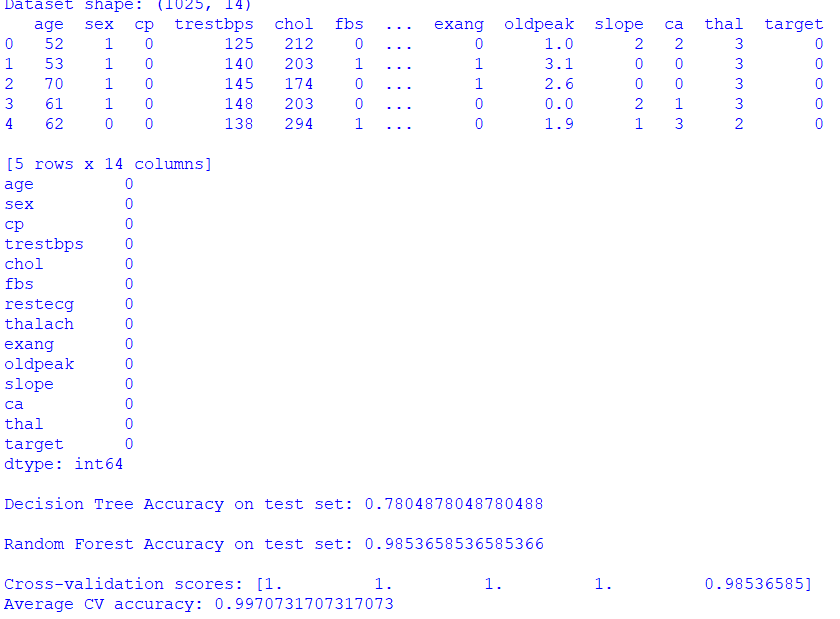 Dataset shape: (1025, 14)
   age  sex  cp  trestbps  chol  fbs  ...  exang  oldpeak  slope  ca  thal  target
0   52    1   0       125   212    0  ...      0      1.0      2   2     3       0
1   53    1   0       140   203    1  ...      1      3.1      0   0     3       0
2   70    1   0       145   174    0  ...      1      2.6      0   0     3       0
3   61    1   0       148   203    0  ...      0      0.0      2   1     3       0
4   62    0   0       138   294    1  ...      0      1.9      1   3     2       0
[5 rows x 14 columns]
age         0
sex         0
cp          0
trestbps    0
chol        0
fbs         0
restecg     0
thalach     0
exang       0
oldpeak     0
slope       0
ca          0
thal        0
target      0
dtype: int64
Decision Tree Accuracy on test set: 0.7804878048780488
Random Forest Accuracy on test set: 0.9853658536585366
Cross-validation scores: [1.         1.         1.         1.         0.98536585]
Average CV accuracy: 0.9970731707317073